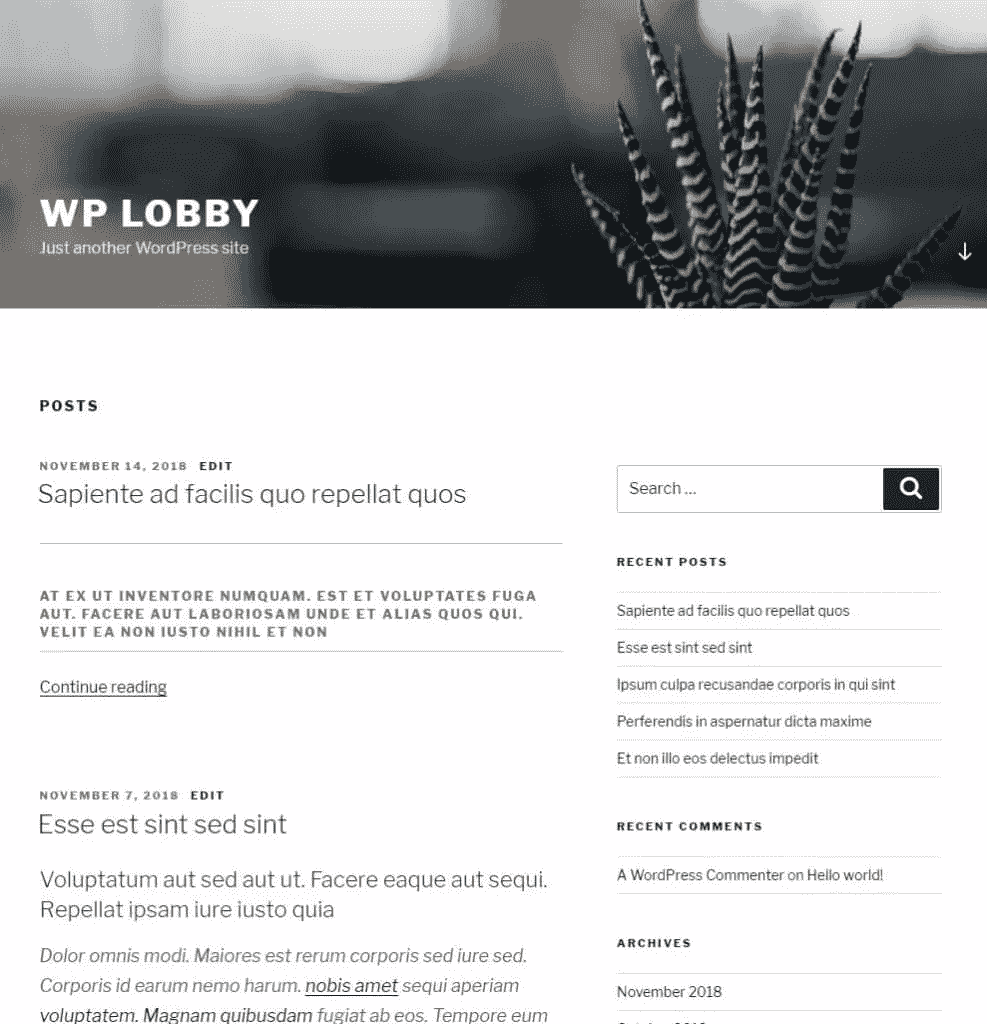 WP LOBBY
Just another WordPress site
POSTS
NOVEMBER 14, 2018 EDIT
Sapiente ad facilis quo repellat quos
AT EX UT INVENTORE NUMQUAM. EST ET VOLUPTATES FUGA
AUT. FACERE AUT LABORIOSAM UNDE ET ALIAS QUOS QUI.
VELIT EA NON IUSTO NIHIL ET NON
Continue reading
NOVEMBER 7, 2018 EDIT
Esse est sint sed sint
Voluptatum aut sed aut ut. Facere eaque aut sequi.
Repellat ipsam iure iusto quia
Dolor omnis modi. Maiores est rerum corporis sed iure sed.
Corporis id earum nemo harum. nobis amet sequi aperiam
voluptatem. Magnam quibusdam fugiat ab eos. Tempore eum
Search ...
RECENT POSTS
Sapiente ad facilis quo repellat quos
Esse est sint sed sint
Ipsum culpa recusandae corporis in qui sint
Perferendis in aspernatur dicta maxime
Et non illo eos delectus impedit
RECENT COMMENTS
A WordPress Commenter on Hello world!
ARCHIVES
November 2018